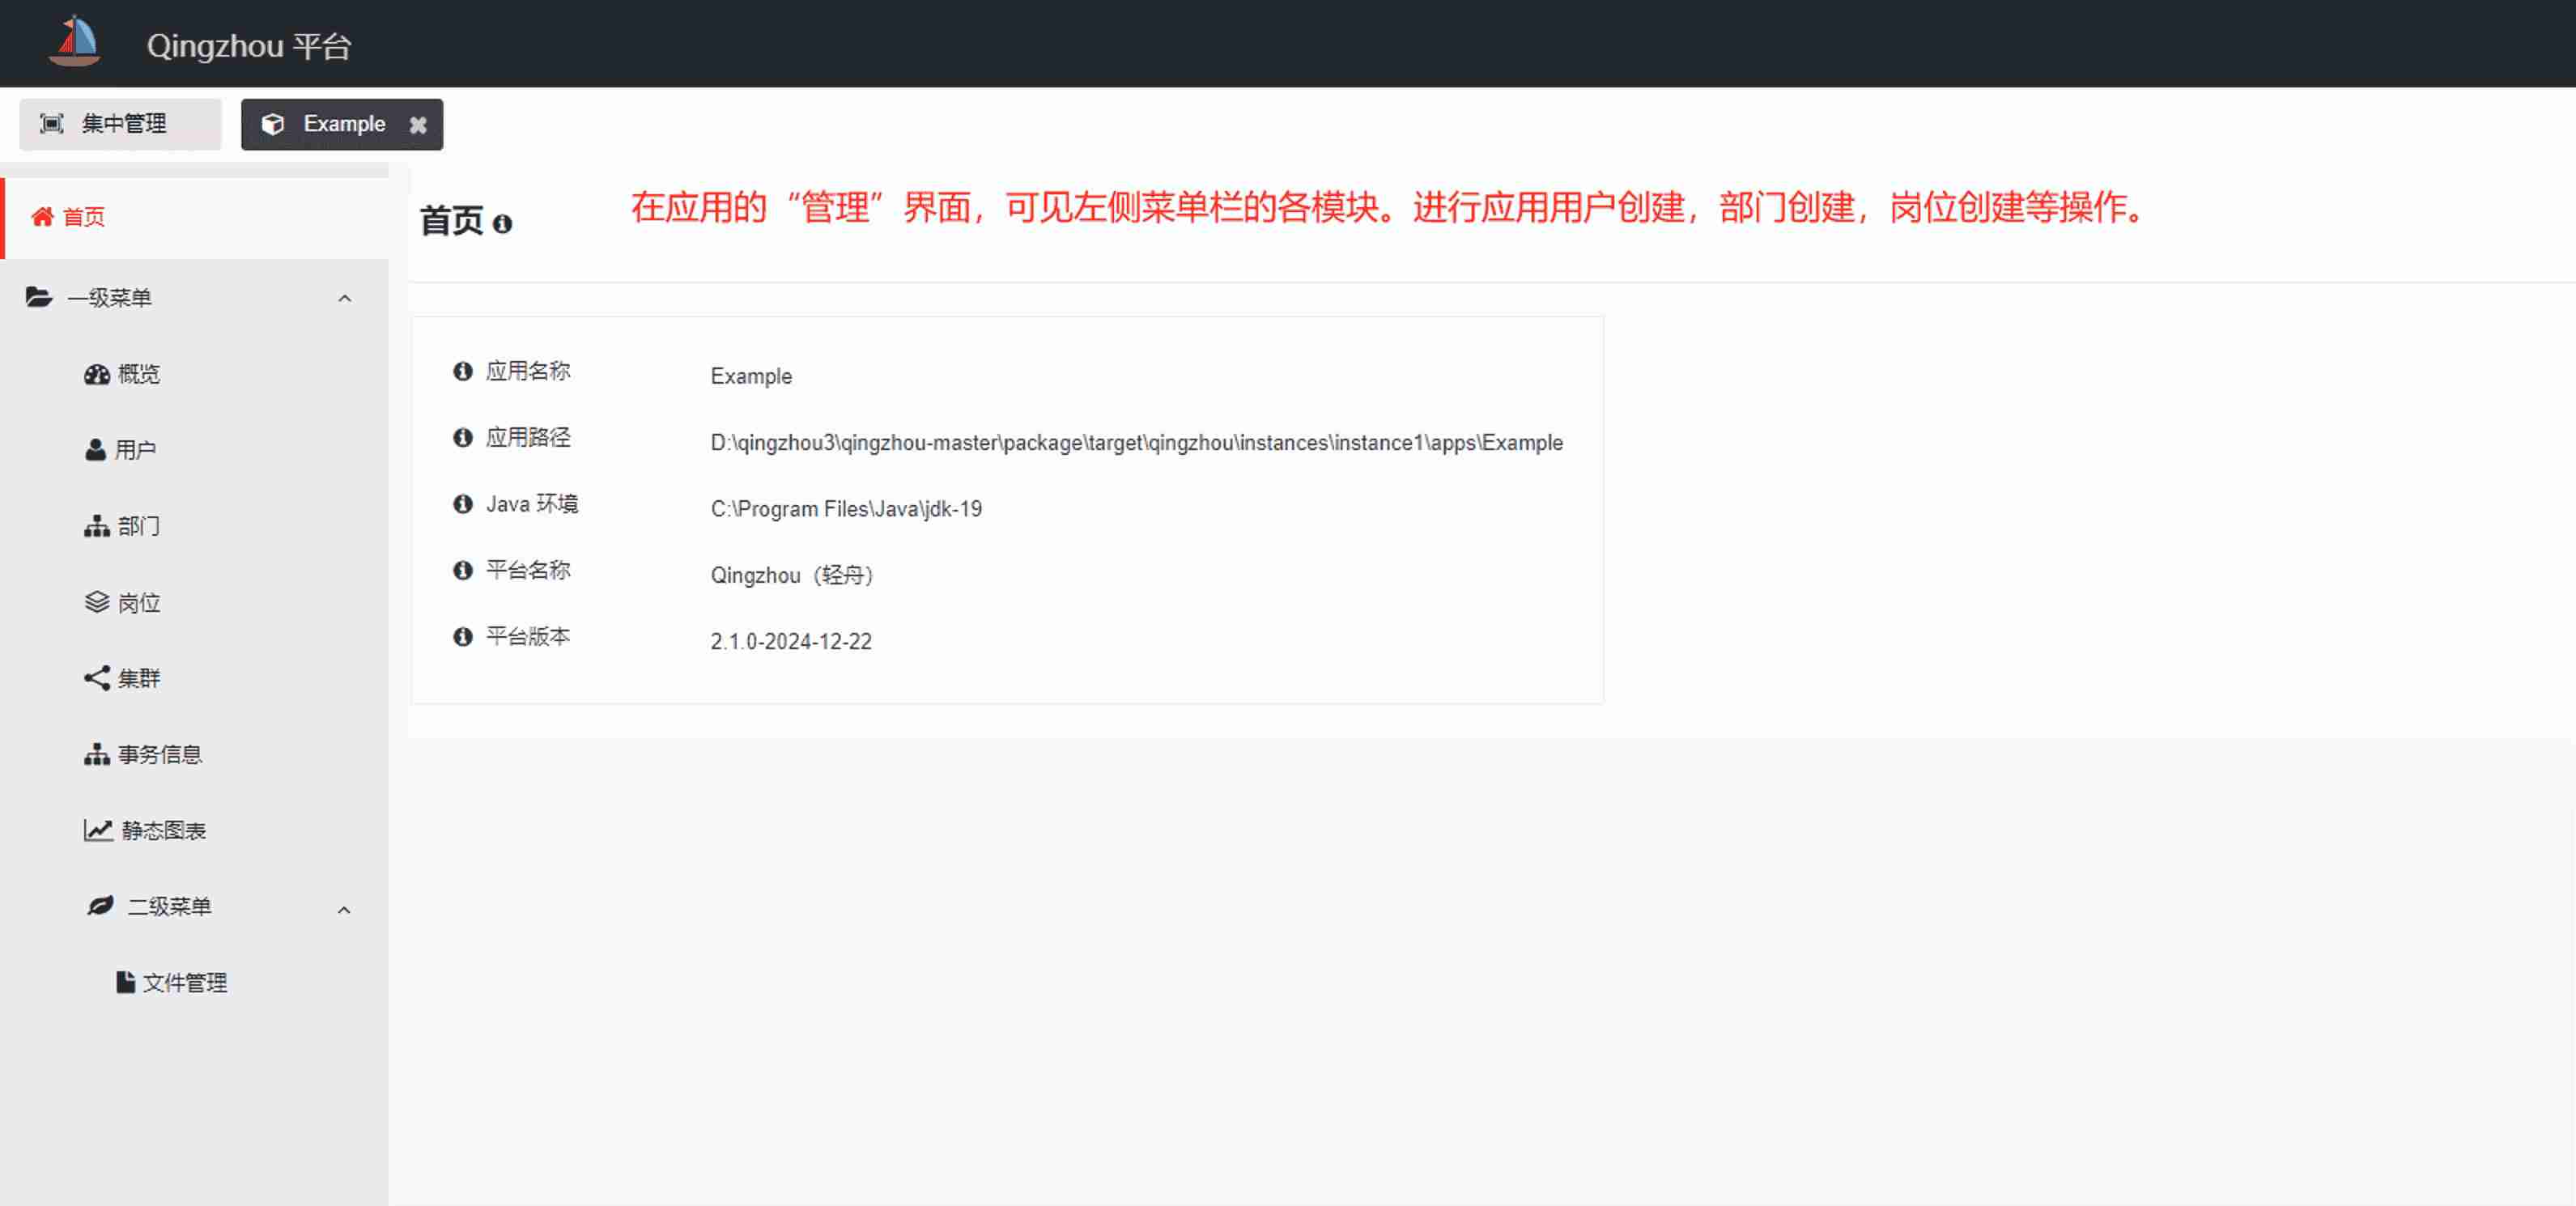 Qingzhou 平台
集中管理
Example
首页
一级菜单
概览
用户
部门
岗位
集群
事务信息
静态图表
二级菜单
文件管理
首页
在应用的“管理”界面，可见左侧菜单栏的各模块。进行应用用户创建，部门创建，岗位创建等操作。
应用名称 Example
应用路径 D:\qingzhou3\qingzhou-master\package\target\qingzhou\instances\instance1\apps\Example
Java 环境 C:\Program Files\Java\jdk-19
平台名称 Qingzhou（轻舟）
平台版本 2.1.0-2024-12-22